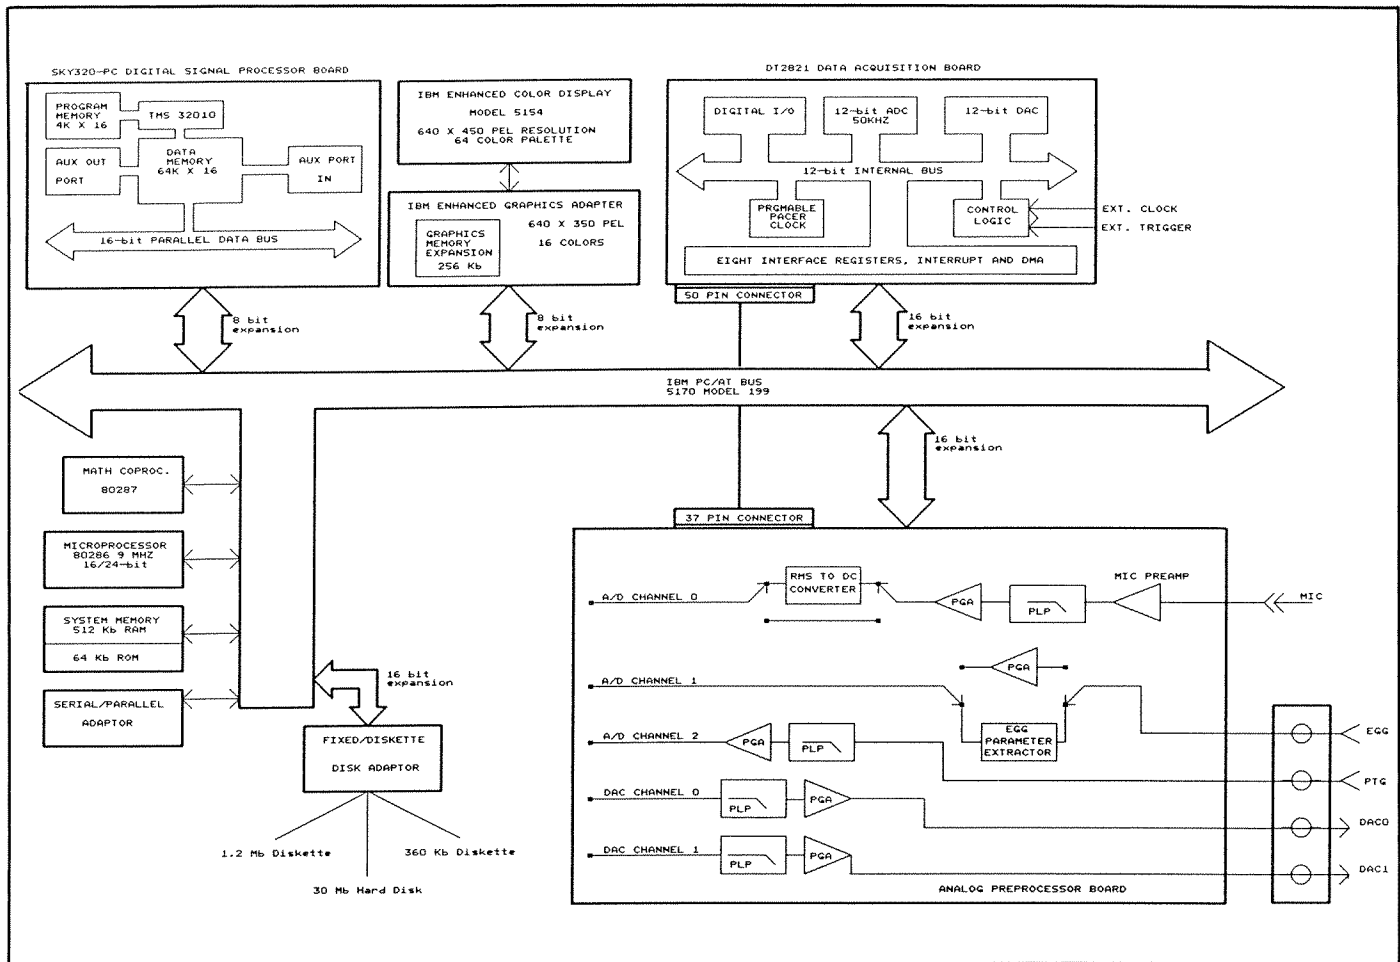 SKY320-PC DIGITAL SIGNAL PROCESSOR BOARD
PROGRAM
MEMORY
4K X 16
TMS 32010
AUX OUT
PORT
DATA
MEMORY
64K X 16
AUX PORT
IN
16-bit PARALLEL DATA BUS
IBM ENHANCED COLOR DISPLAY
MODEL 5154
640 X 450 PEL RESOLUTION
64 COLOR PALETTE
IBM ENHANCED GRAPHICS ADAPTER
640 X 350 PEL
16 COLORS
GRAPHICS
MEMORY
EXPANSION
256 Kb
DT2821 DATA ACQUISITION BOARD
DIGITAL I/O
12-bit ADC
50KHZ
12-bit DAC
12-bit INTERNAL BUS
PRGMABLE
PACER
CLOCK
CONTROL
LOGIC
EXT. CLOCK
EXT. TRIGGER
EIGHT INTERFACE REGISTERS, INTERRUPT AND DMA
50 PIN CONNECTOR
8 bit
expansion
8 bit
expansion
16 bit
expansion
IBM PC/AT BUS
5170 MODEL 199
16 bit
expansion
MATH COPROC.
80287
MICROPROCESSOR
80286 9 MHZ
16/24-bit
SYSTEM MEMORY
512 Kb RAM
64 Kb ROM
SERIAL/PARALLEL
ADAPTOR
16 bit
expansion
FIXED/DISKETTE
DISK ADAPTOR
1.2 Mb Diskette
360 Kb Diskette
30 Mb Hard Disk
37 PIN CONNECTOR
A/D CHANNEL 0
RMS TO DC
CONVERTER
PGA
PLP
MIC PREAMP
MIC
PGA
A/D CHANNEL 1
EGG
PARAMETER
EXTRACTOR
EGG
A/D CHANNEL 2
PGA
PLP
PTG
DAC CHANNEL 0
PLP
PGA
DAC0
DAC CHANNEL 1
PLP
PGA
DAC1
ANALOG PREPROCESSOR BOARD